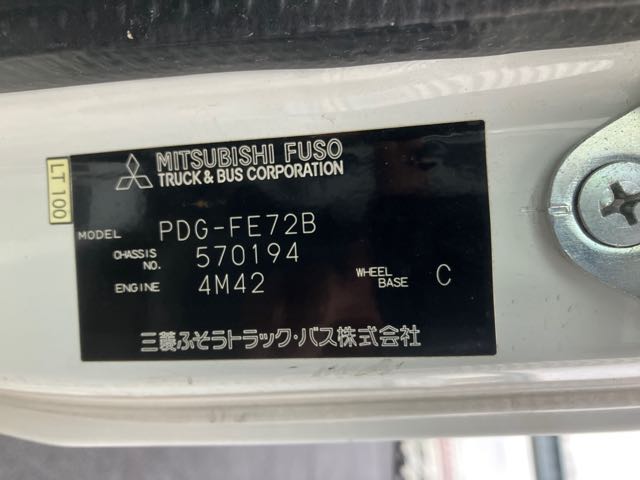 LT100
MITSUBISHI FUSO
TRUCK & BUS CORPORATION
MODEL PDG-FE72B
CHASSIS NO. 570194
ENGINE 4M42 WHEEL BASE C
三菱ふそうトラック・バス株式会社